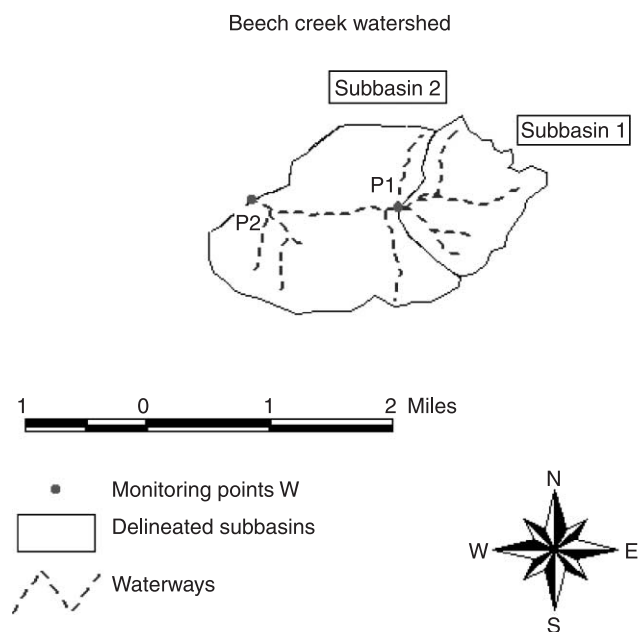 Beech creek watershed
Subbasin 2
Subbasin 1
P1
P2
1 0 1 2 Miles
Monitoring points W
Delineated subbasins
Waterways
N
W E
S